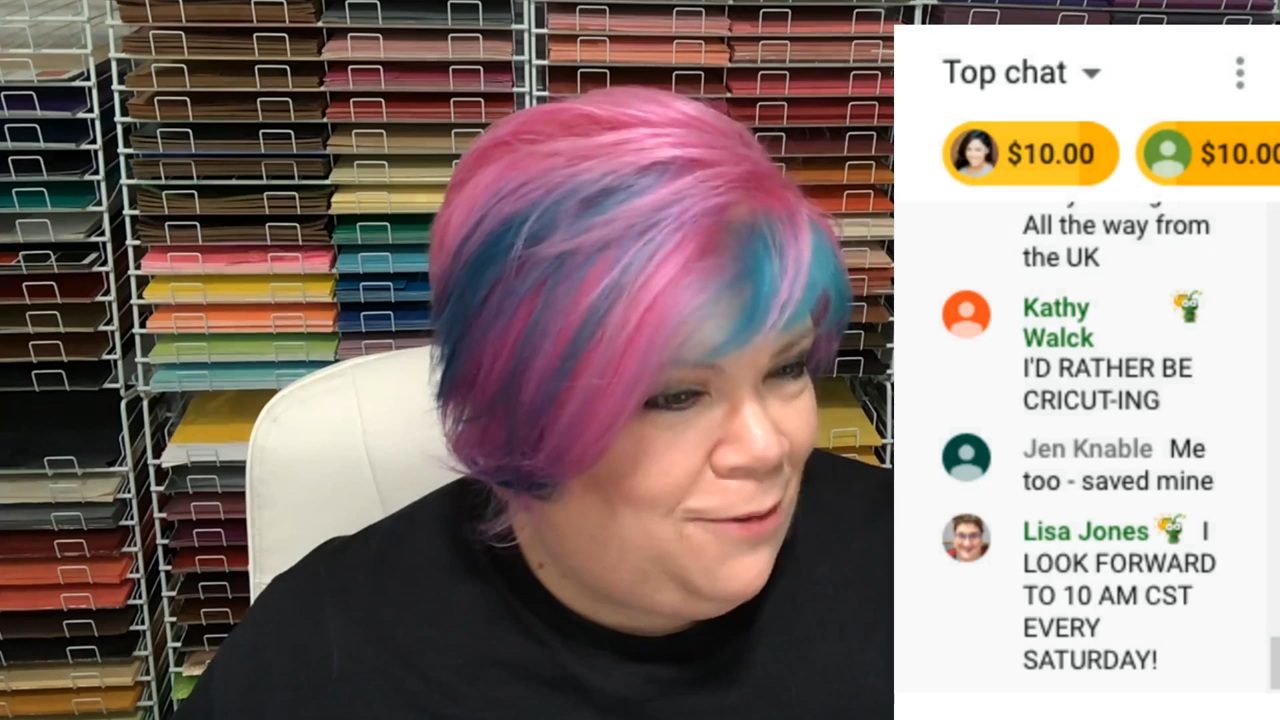 Top chat
$10.00 $10.00
All the way from
the UK
Kathy
Walck
I'D RATHER BE
CRICUT-ING
Jen Knable Me
too - saved mine
Lisa Jones I
LOOK FORWARD
TO 10 AM CST
EVERY
SATURDAY!